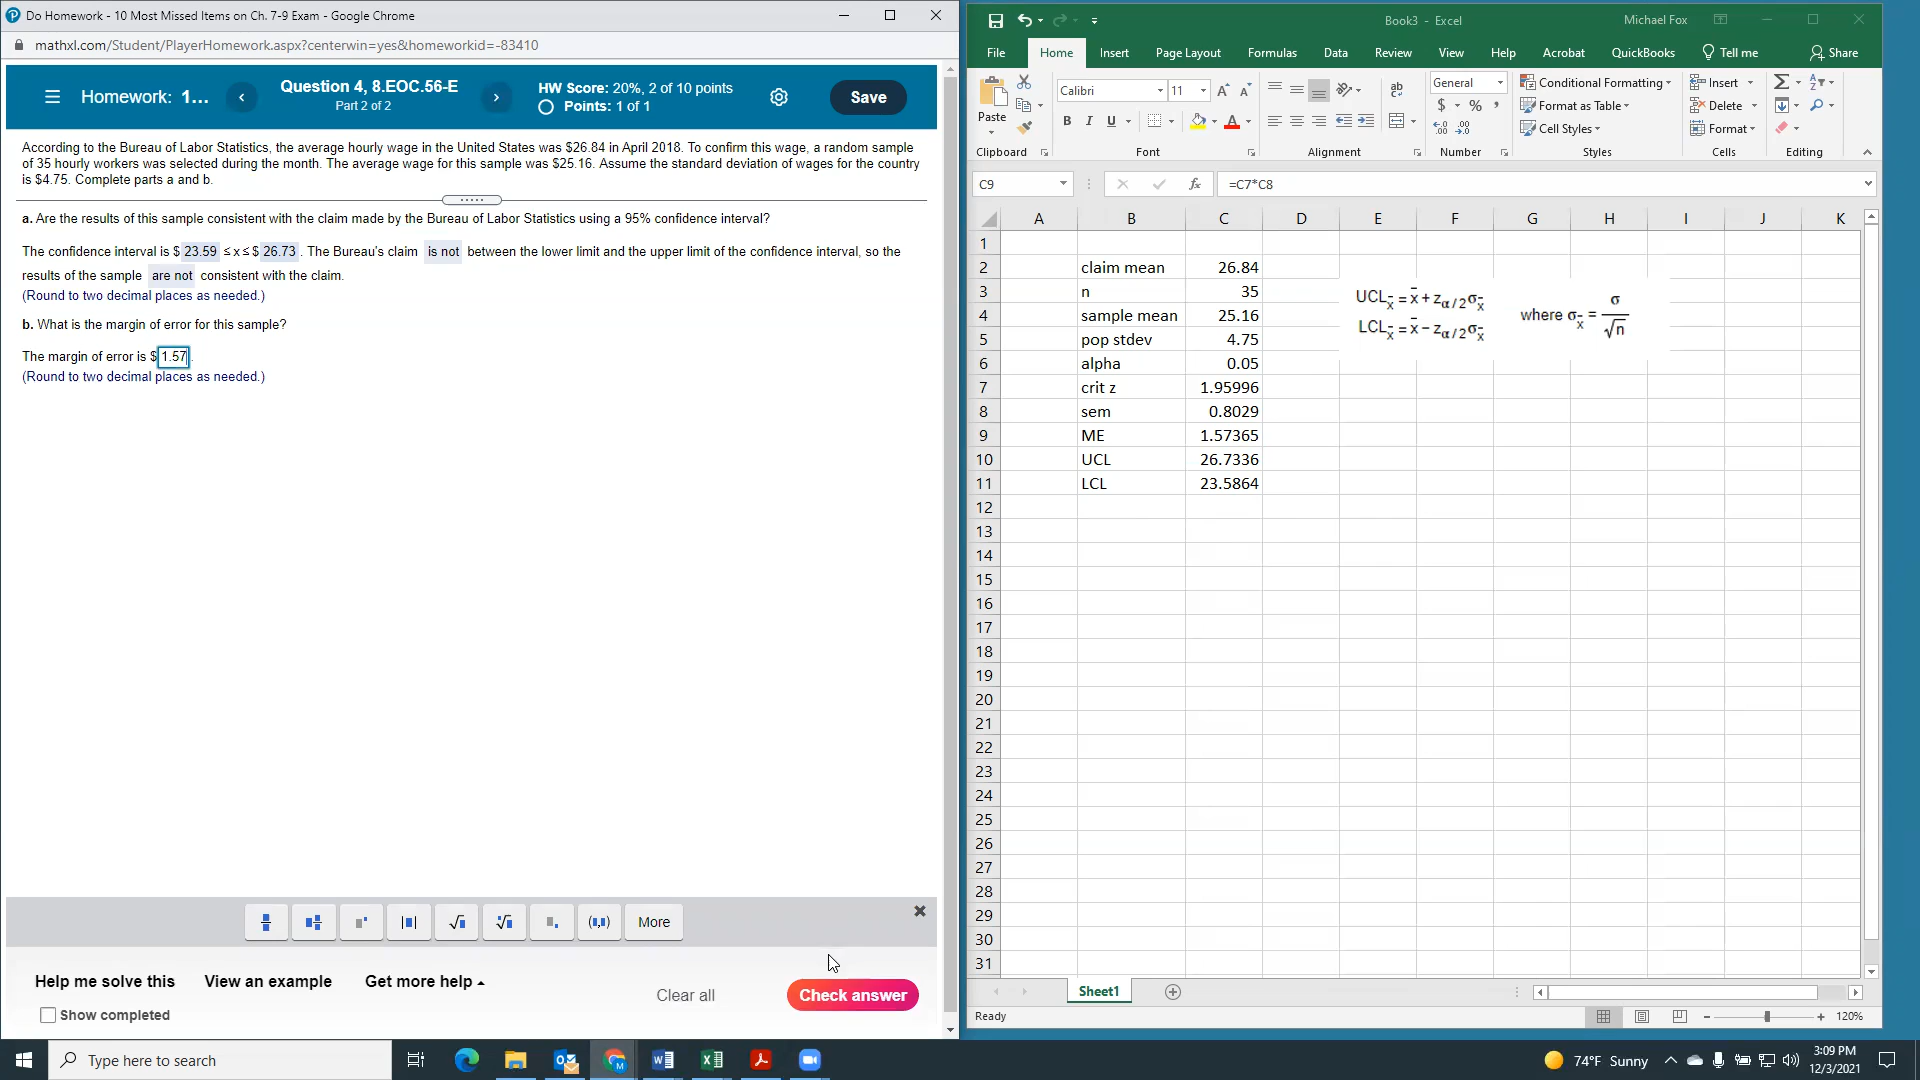 Do Homework - 10 Most Missed Items on Ch. 7-9 Exam - Google Chrome
mathxl.com/Student/PlayerHomework.aspx?centerwin=yes&homeworkid=-83410
Homework: 1...
Question 4, 8.EOC.56-E
Part 2 of 2
HW Score: 20%, 2 of 10 points
Points: 1 of 1
Save
According to the Bureau of Labor Statistics, the average hourly wage in the United States was $26.84 in April 2018. To confirm this wage, a random sample
of 35 hourly workers was selected during the month. The average wage for this sample was $25.16. Assume the standard deviation of wages for the country
is $4.75. Complete parts a and b.
a. Are the results of this sample consistent with the claim made by the Bureau of Labor Statistics using a 95% confidence interval?
The confidence interval is $ 23.59 ≤ x ≤ $ 26.73 . The Bureau's claim is not between the lower limit and the upper limit of the confidence interval, so the
results of the sample are not consistent with the claim.
(Round to two decimal places as needed.)
b. What is the margin of error for this sample?
The margin of error is $ 1.57 .
(Round to two decimal places as needed.)
More
Help me solve this View an example Get more help
Clear all
Check answer
Show completed
Book3 - Excel
Michael Fox
File Home Insert Page Layout Formulas Data Review View Help Acrobat QuickBooks Tell me Share
Paste
Clipboard
Calibri 11
B I U
Font
ab
Alignment
General
$ % ,
Number
Conditional Formatting
Format as Table
Cell Styles
Styles
Insert
Delete
Format
Cells
Editing
C9
fx
=C7*C8
A B C D E F G H I J K
1
2 claim mean 26.84
3 n 35
4 sample mean 25.16
5 pop stdev 4.75
6 alpha 0.05
7 crit z 1.95996
8 sem 0.8029
9 ME 1.57365
10 UCL 26.7336
11 LCL 23.5864
12
13
14
15
16
17
18
19
20
21
22
23
24
25
26
27
28
29
30
31
UCLx̄ = x̄ + zα/2σx̄
LCLx̄ = x̄ − zα/2σx̄
where σx̄ = σ/√n
Sheet1
Ready
120%
Type here to search
74°F Sunny
3:09 PM
12/3/2021